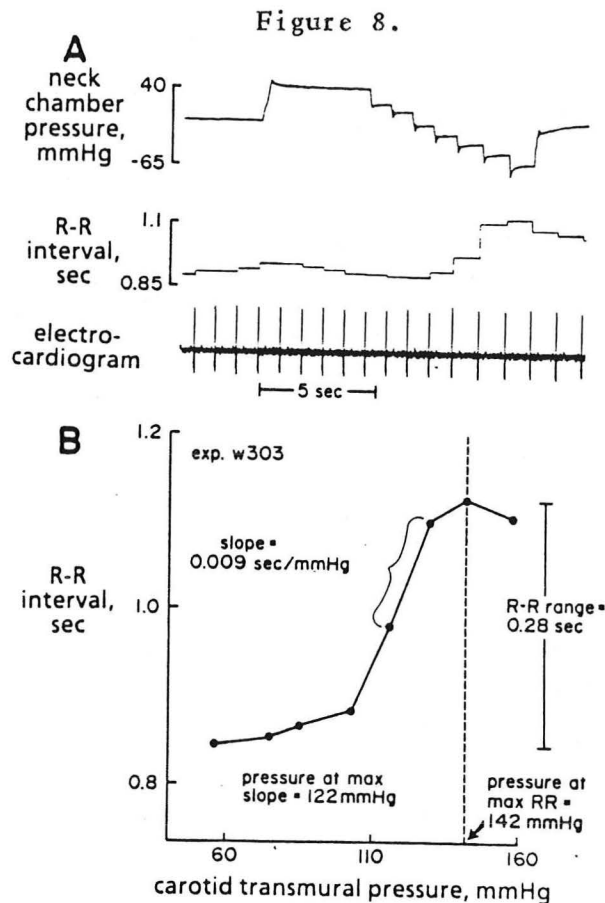 Figure 8.
A
neck
chamber
pressure,
mmHg
40
-65
R-R
interval,
sec
1.1
0.85
electro-
cardiogram
5 sec
B
1.2
exp. w303
slope =
0.009 sec/mmHg
R-R
interval,
sec
1.0
R-R range =
0.28 sec
0.8
pressure at max
slope = 122 mmHg
pressure at
max RR =
142 mmHg
60
110
160
carotid transmural pressure, mmHg